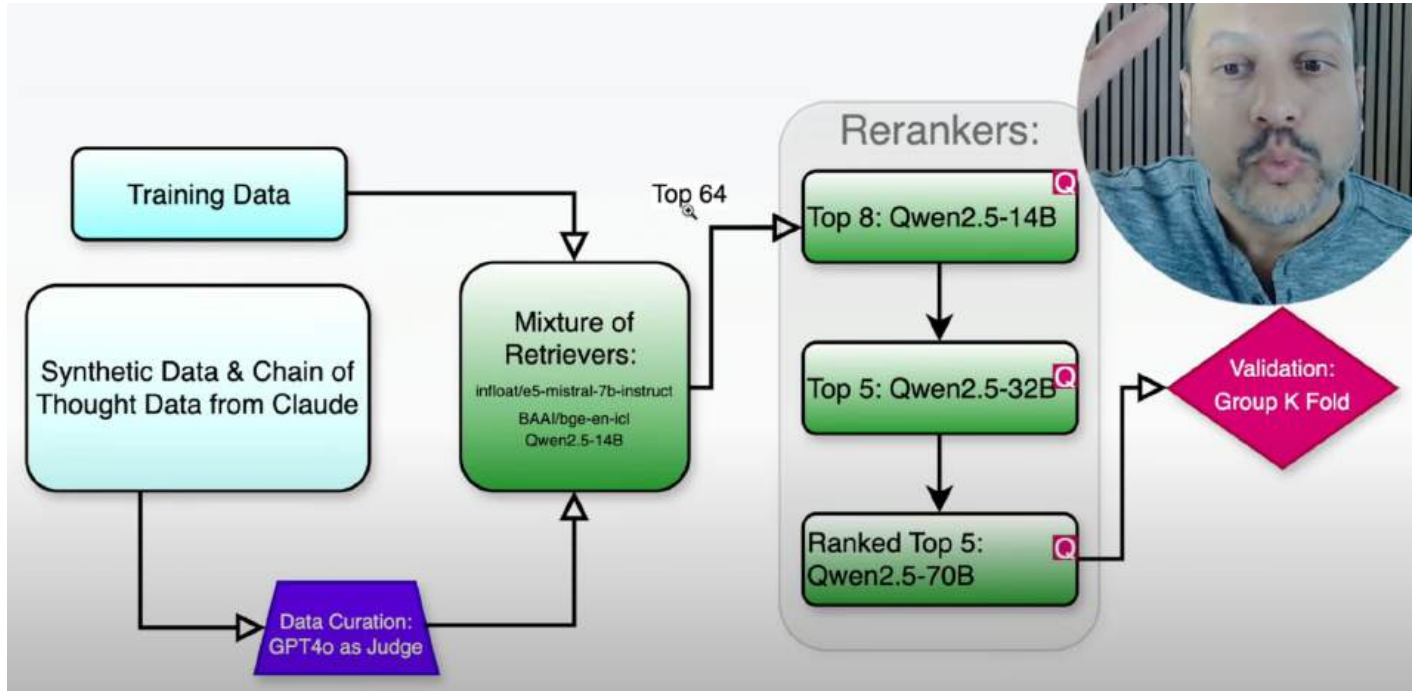 Rerankers:
Training Data
Top 64
Q
Top 8: Qwen2.5-14B
Synthetic Data & Chain of
Thought Data from Claude
Mixture of
Retrievers:
infloat/e5-mistral-7b-instruct
BAAI/bge-en-icl
Qwen2.5-14B
Q
Top 5: Qwen2.5-32B
Validation:
Group K Fold
Q
Ranked Top 5:
Qwen2.5-70B
Data Curation:
GPT4o as Judge